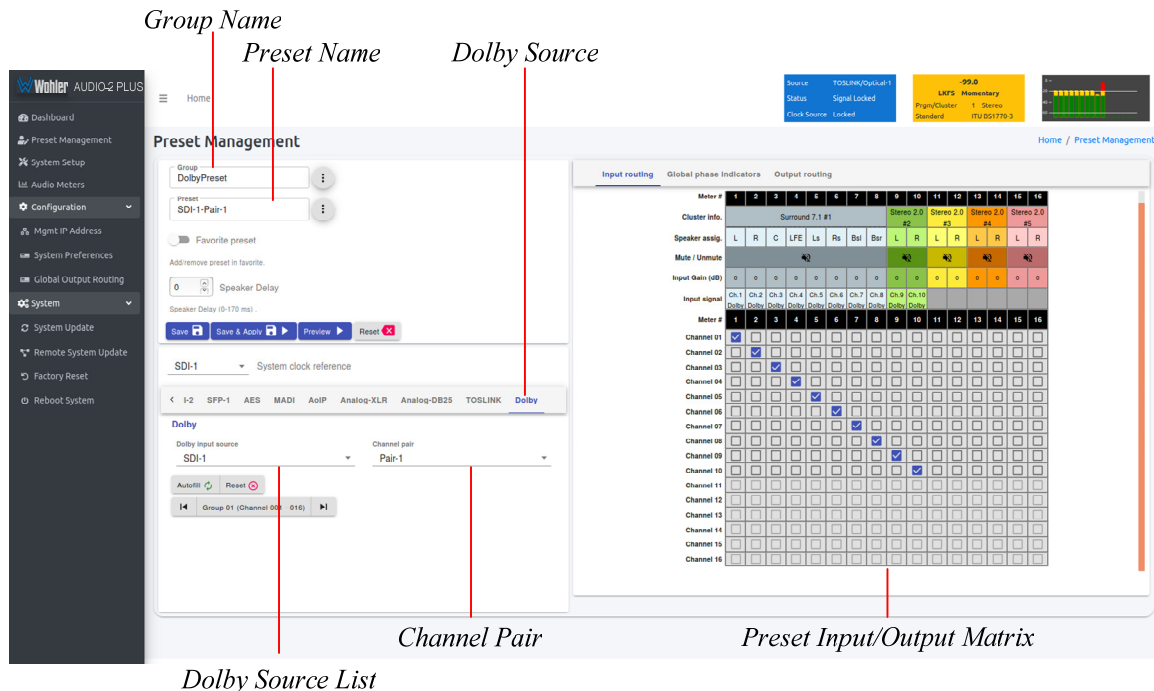 Group Name
Preset Name
Dolby Source
Wohler AUDIO-2 PLUS
Dashboard
Preset Management
System Setup
Audio Meters
Configuration
Mgmt IP Address
System Preferences
Global Output Routing
System
System Update
Remote System Update
Factory Reset
Reboot System
Home
Source TOSLINK/Optical-1
Status Signal Locked
Clock Source Locked
-99.0
LKFS Momentary
Prgm/Cluster 1 Stereo
Standard ITU BS1770-3
Preset Management
Home / Preset Management
Group
DolbyPreset
Preset
SDI-1-Pair-1
Favorite preset
Add/remove preset in favorite.
0 Speaker Delay
Speaker Delay (0-170 ms) .
Save Save & Apply Preview Reset
SDI-1 System clock reference
I-2 SFP-1 AES MADI AoIP Analog-XLR Analog-DB25 TOSLINK Dolby
Dolby
Dolby input source Channel pair
SDI-1 Pair-1
Autofill Reset
Group 01 (Channel 001 016)
Input routing Global phase indicators Output routing
Meter # 1 2 3 4 5 6 7 8 9 10 11 12 13 14 15 16
Cluster info. Surround 7.1 #1 Stereo 2.0 #2 Stereo 2.0 #3 Stereo 2.0 #4 Stereo 2.0 #5
Speaker assig. L R C LFE Ls Rs Bsl Bsr L R L R L R L R
Mute / Unmute
Input Gain (dB) 0 0 0 0 0 0 0 0 0 0 0 0 0 0 0 0
Input signal Ch.1 Dolby Ch.2 Dolby Ch.3 Dolby Ch.4 Dolby Ch.5 Dolby Ch.6 Dolby Ch.7 Dolby Ch.8 Dolby Ch.9 Dolby Ch.10 Dolby
Meter # 1 2 3 4 5 6 7 8 9 10 11 12 13 14 15 16
Channel 01
Channel 02
Channel 03
Channel 04
Channel 05
Channel 06
Channel 07
Channel 08
Channel 09
Channel 10
Channel 11
Channel 12
Channel 13
Channel 14
Channel 15
Channel 16
Channel Pair
Preset Input/Output Matrix
Dolby Source List